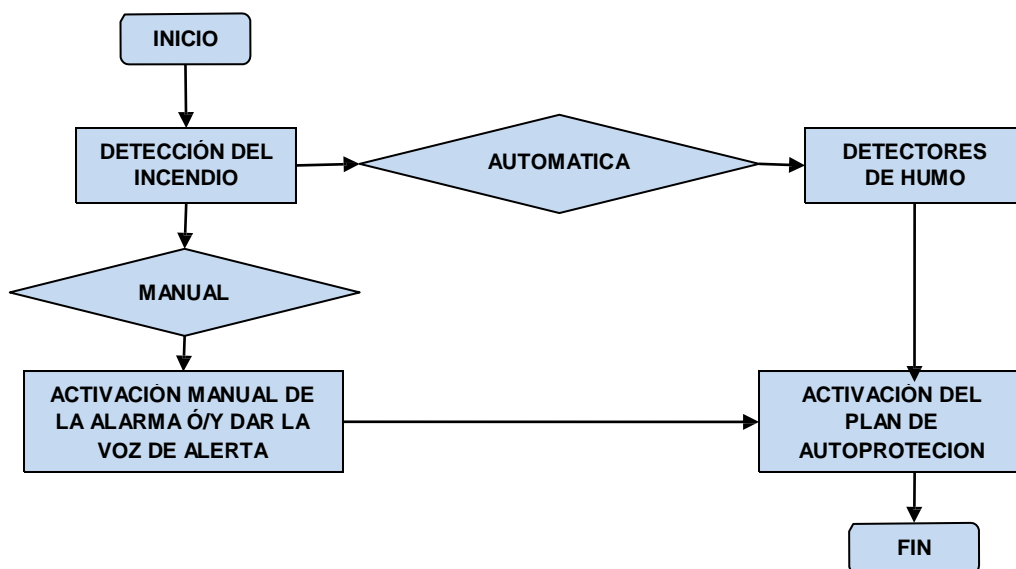 INICIO
DETECCIÓN DEL
INCENDIO
AUTOMATICA
DETECTORES
DE HUMO
MANUAL
ACTIVACIÓN MANUAL DE
LA ALARMA Ó/Y DAR LA
VOZ DE ALERTA
ACTIVACIÓN DEL
PLAN DE
AUTOPROTECION
FIN